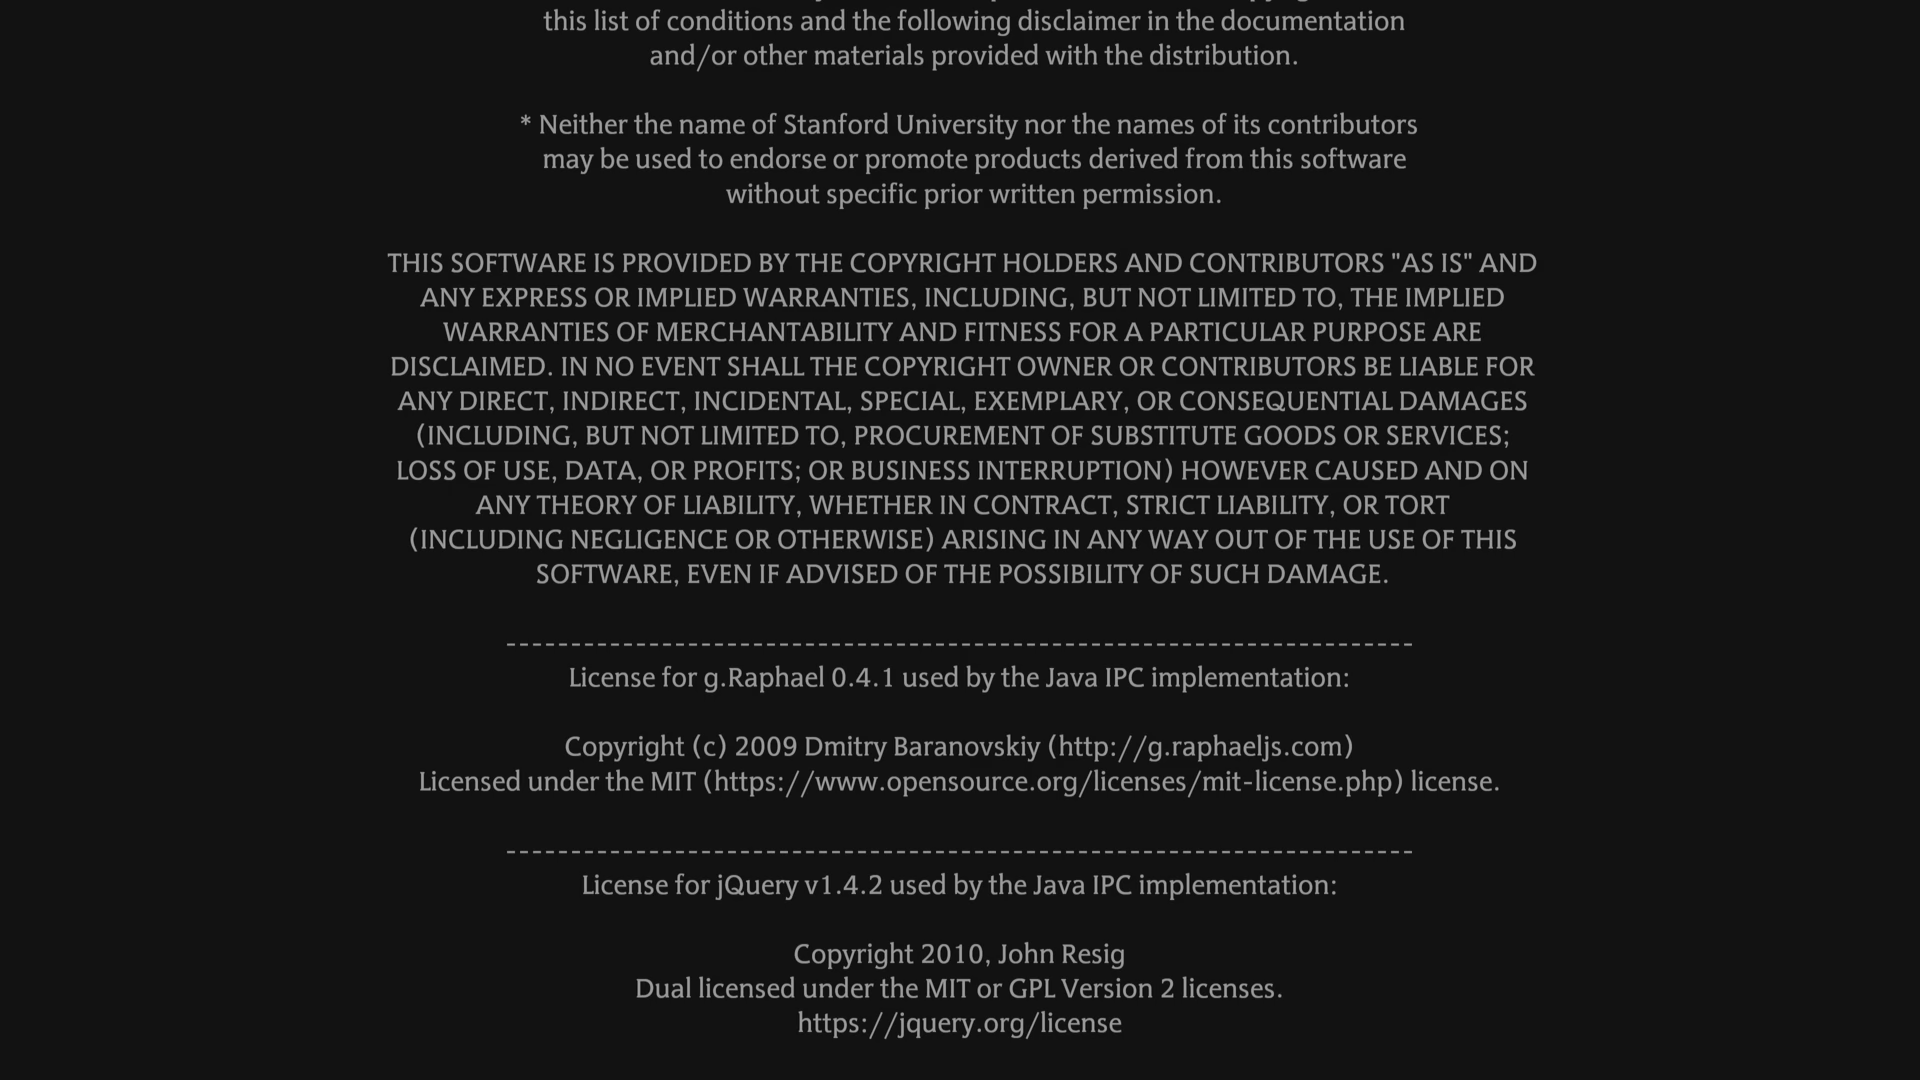 this list of conditions and the following disclaimer in the documentation
and/or other materials provided with the distribution.
* Neither the name of Stanford University nor the names of its contributors
may be used to endorse or promote products derived from this software
without specific prior written permission.
THIS SOFTWARE IS PROVIDED BY THE COPYRIGHT HOLDERS AND CONTRIBUTORS "AS IS" AND
ANY EXPRESS OR IMPLIED WARRANTIES, INCLUDING, BUT NOT LIMITED TO, THE IMPLIED
WARRANTIES OF MERCHANTABILITY AND FITNESS FOR A PARTICULAR PURPOSE ARE
DISCLAIMED. IN NO EVENT SHALL THE COPYRIGHT OWNER OR CONTRIBUTORS BE LIABLE FOR
ANY DIRECT, INDIRECT, INCIDENTAL, SPECIAL, EXEMPLARY, OR CONSEQUENTIAL DAMAGES
(INCLUDING, BUT NOT LIMITED TO, PROCUREMENT OF SUBSTITUTE GOODS OR SERVICES;
LOSS OF USE, DATA, OR PROFITS; OR BUSINESS INTERRUPTION) HOWEVER CAUSED AND ON
ANY THEORY OF LIABILITY, WHETHER IN CONTRACT, STRICT LIABILITY, OR TORT
(INCLUDING NEGLIGENCE OR OTHERWISE) ARISING IN ANY WAY OUT OF THE USE OF THIS
SOFTWARE, EVEN IF ADVISED OF THE POSSIBILITY OF SUCH DAMAGE.
----------------------------------------------------------------------
License for g.Raphael 0.4.1 used by the Java IPC implementation:
Copyright (c) 2009 Dmitry Baranovskiy (http://g.raphaeljs.com)
Licensed under the MIT (https://www.opensource.org/licenses/mit-license.php) license.
----------------------------------------------------------------------
License for jQuery v1.4.2 used by the Java IPC implementation:
Copyright 2010, John Resig
Dual licensed under the MIT or GPL Version 2 licenses.
https://jquery.org/license